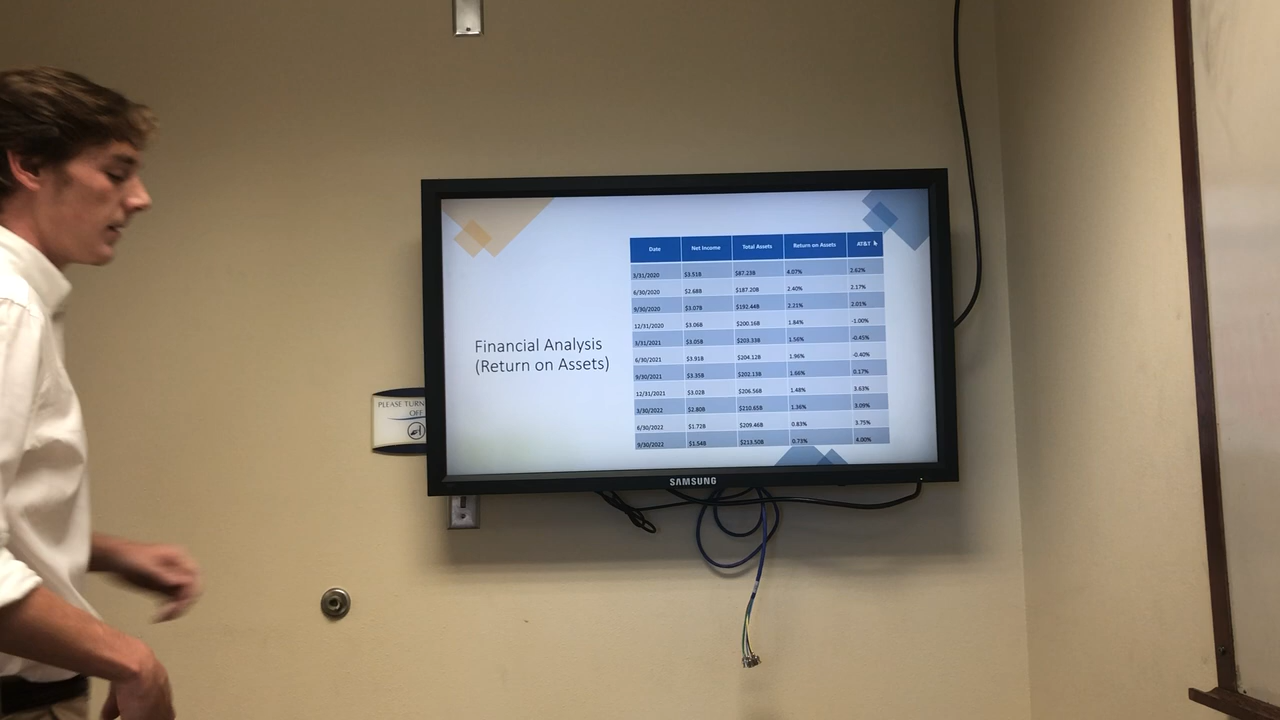 Financial Analysis
(Return on Assets)
Date Net Income Total Assets Return on Assets AT&T
3/31/2020 $3.51B $87.23B 4.07% 2.62%
6/30/2020 $2.68B $187.20B 2.40% 2.17%
9/30/2020 $3.07B $192.44B 2.21% 2.01%
12/31/2020 $3.06B $200.16B 1.84% -1.00%
3/31/2021 $3.05B $203.33B 1.56% -0.45%
6/30/2021 $3.91B $204.12B 1.96% -0.40%
9/30/2021 $3.35B $202.13B 1.66% 0.17%
12/31/2021 $3.02B $206.56B 1.48% 3.63%
3/30/2022 $2.80B $210.65B 1.36% 3.09%
6/30/2022 $1.72B $209.46B 0.83% 3.75%
9/30/2022 $1.54B $213.50B 0.73% 4.00%
PLEASE TURN
OFF
SAMSUNG